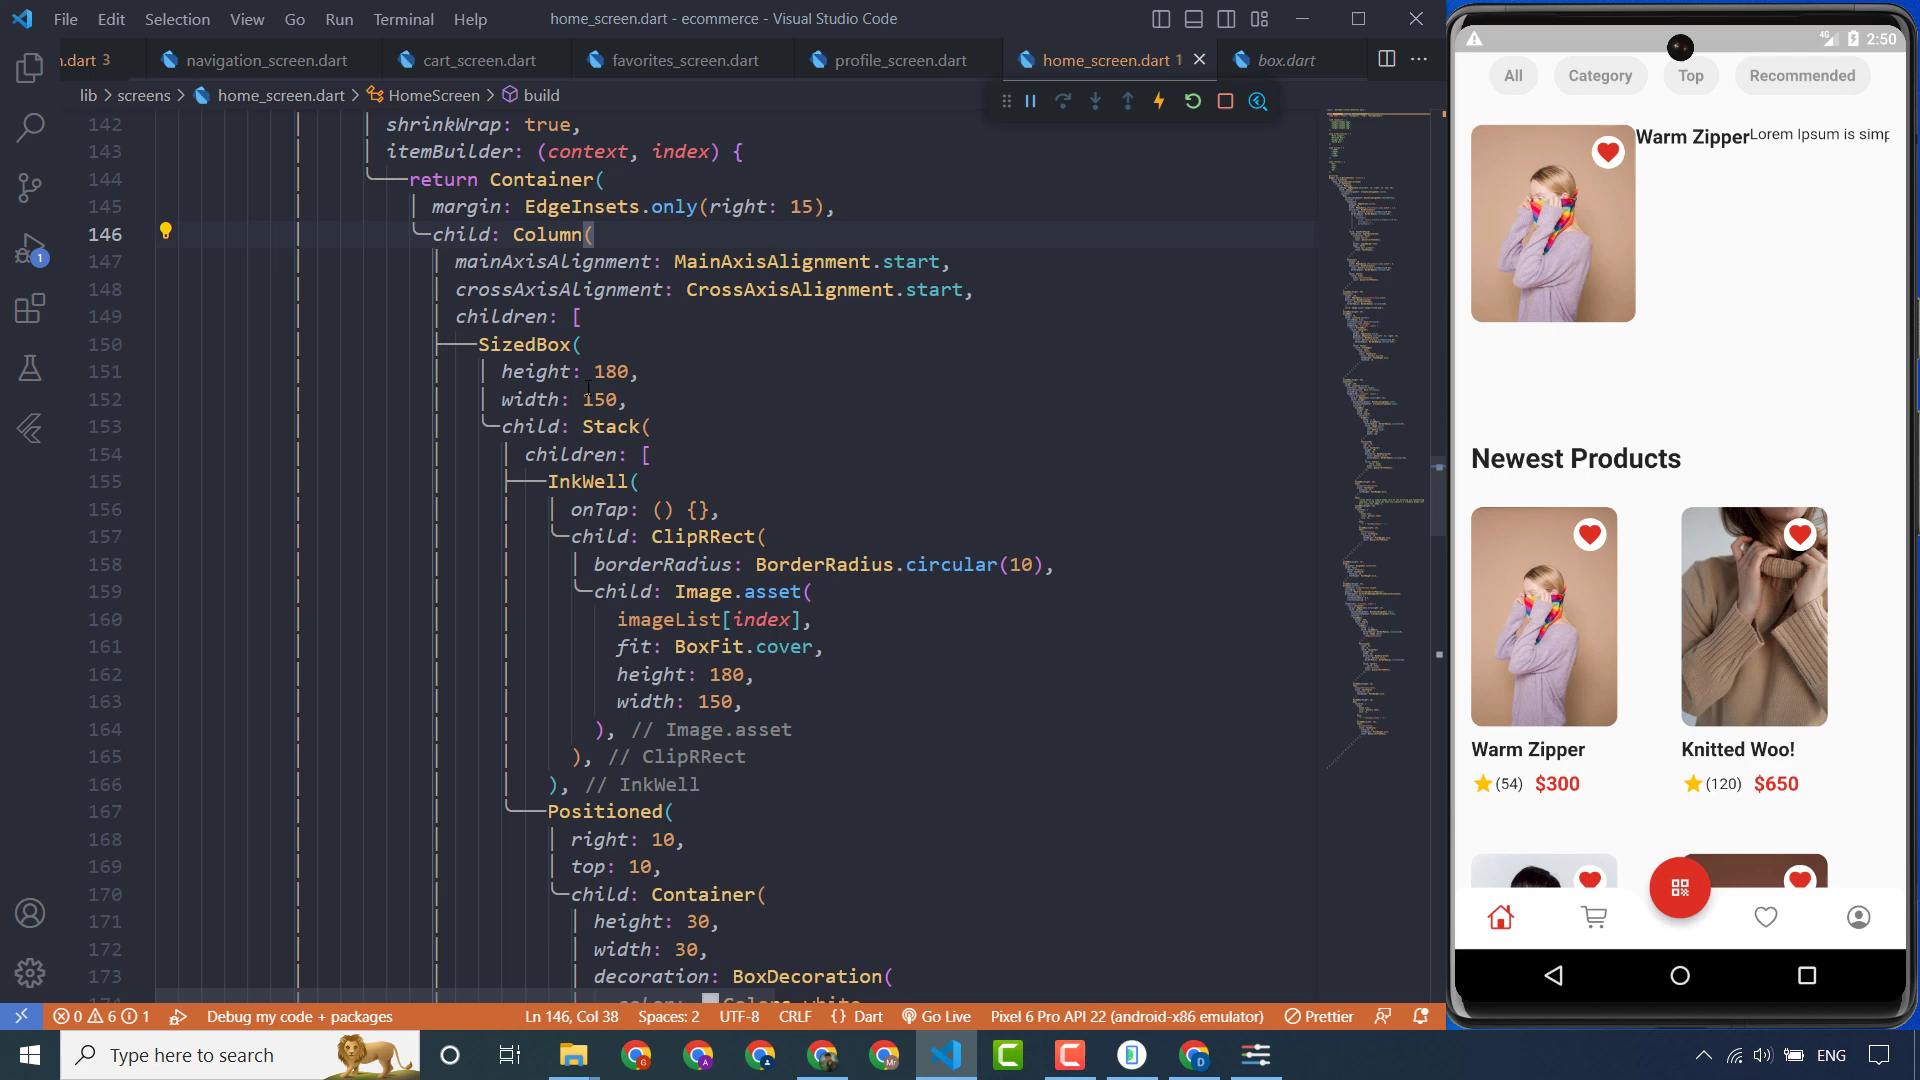 File Edit Selection View Go Run Terminal Help
home_screen.dart - ecommerce - Visual Studio Code
n.dart 3
navigation_screen.dart
cart_screen.dart
favorites_screen.dart
profile_screen.dart
home_screen.dart 1
box.dart
lib > screens > home_screen.dart > HomeScreen > build
142 shrinkWrap: true,
143 itemBuilder: (context, index) {
144 return Container(
145 margin: EdgeInsets.only(right: 15),
146 child: Column(
147 mainAxisAlignment: MainAxisAlignment.start,
148 crossAxisAlignment: CrossAxisAlignment.start,
149 children: [
150 SizedBox(
151 height: 180,
152 width: 150,
153 child: Stack(
154 children: [
155 InkWell(
156 onTap: () {},
157 child: ClipRRect(
158 borderRadius: BorderRadius.circular(10),
159 child: Image.asset(
160 imageList[index],
161 fit: BoxFit.cover,
162 height: 180,
163 width: 150,
164 ), // Image.asset
165 ), // ClipRRect
166 ), // InkWell
167 Positioned(
168 right: 10,
169 top: 10,
170 child: Container(
171 height: 30,
172 width: 30,
173 decoration: BoxDecoration(
174 color: Colors.white
1
0 6 1 Debug my code + packages
Ln 146, Col 38 Spaces: 2 UTF-8 CRLF {} Dart Go Live Pixel 6 Pro API 22 (android-x86 emulator) Prettier
Type here to search
ENG
4G 2:50
All Category Top Recommended
Warm Zipper Lorem Ipsum is simp
Newest Products
Warm Zipper Knitted Woo!
(54) $300 (120) $650